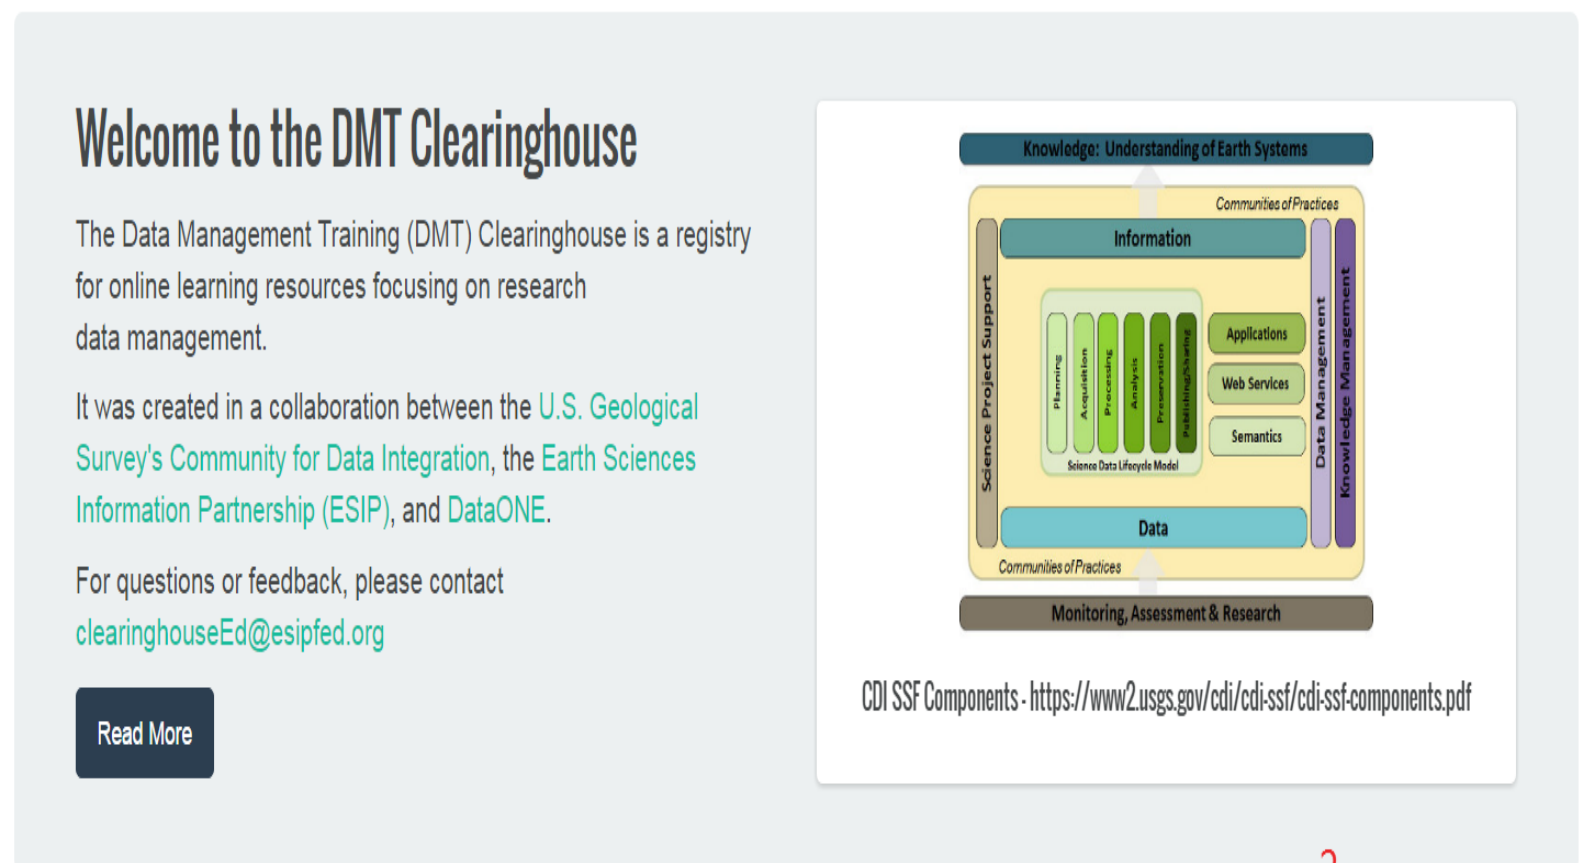 Welcome to the DMT Clearinghouse
The Data Management Training (DMT) Clearinghouse is a registry
for online learning resources focusing on research
data management.
It was created in a collaboration between the U.S. Geological
Survey's Community for Data Integration, the Earth Sciences
Information Partnership (ESIP), and DataONE.
For questions or feedback, please contact
clearinghouseEd@esipfed.org
Read More
Knowledge: Understanding of Earth Systems
Communities of Practices
Information
Science Project Support
Planning
Acquisition
Processing
Analysis
Preservation
Publishing/Sharing
Science Data Lifecycle Model
Applications
Web Services
Semantics
Data Management
Knowledge Management
Data
Communities of Practices
Monitoring, Assessment & Research
CDI SSF Components - https://www2.usgs.gov/cdi/cdi-ssf/cdi-ssf-components.pdf